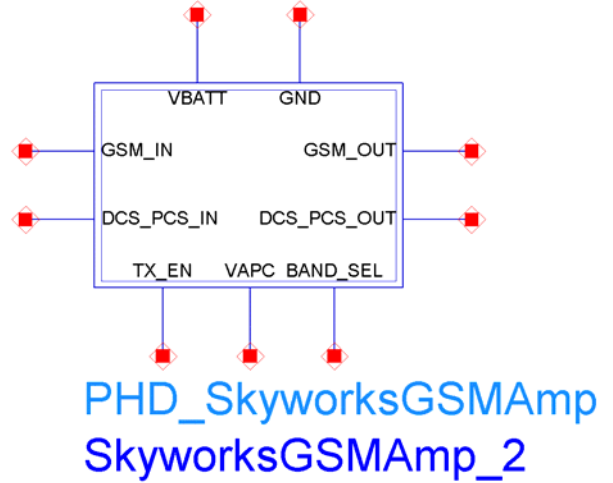 VBATT GND
GSM_IN GSM_OUT
DCS_PCS_IN DCS_PCS_OUT
TX_EN VAPC BAND_SEL
PHD_SkyworksGSMAmp
SkyworksGSMAmp_2